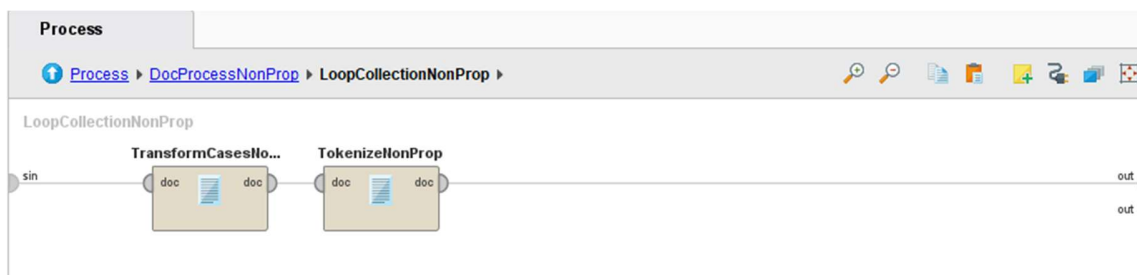 Process
Process ▸ DocProcessNonProp ▸ LoopCollectionNonProp ▸
LoopCollectionNonProp
TransformCasesNo... TokenizeNonProp
sin doc doc doc doc out
out